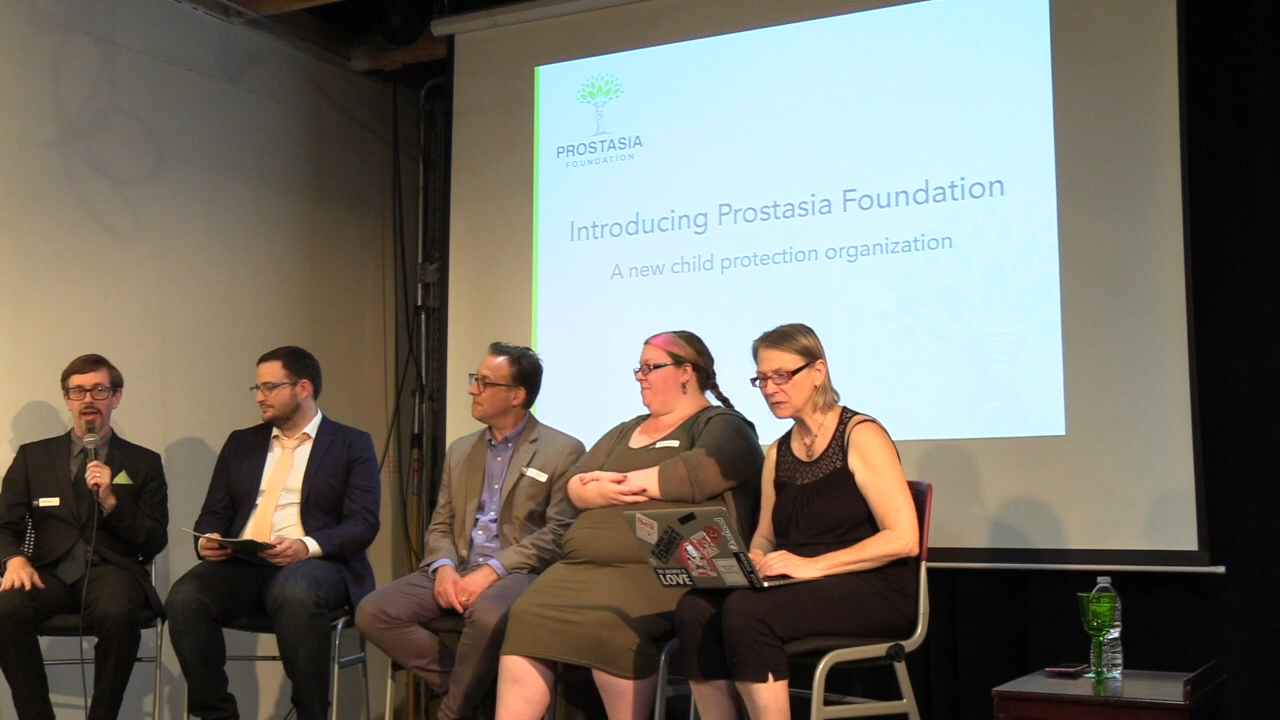 PROSTASIA
FOUNDATION
Introducing Prostasia Foundation
A new child protection organization
LOVE